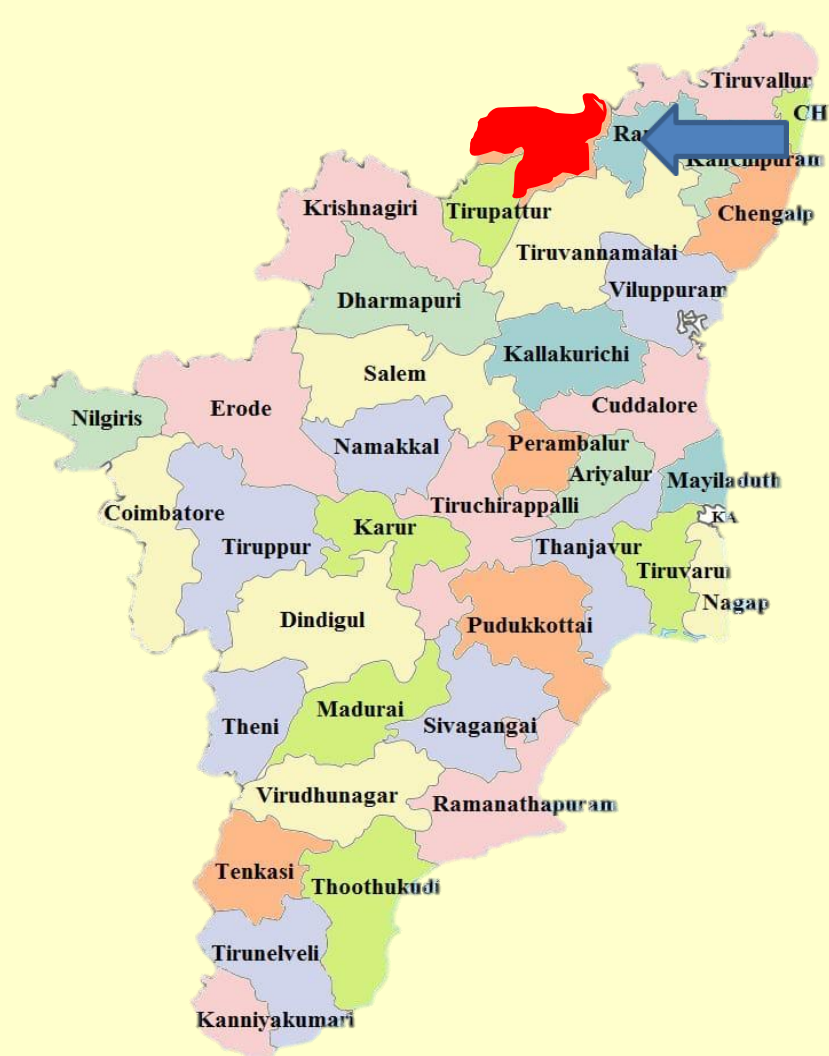 Tiruvallur
CH
Ra
Kanchipuram
Krishnagiri
Tirupattur
Chengalp
Tiruvannamalai
Viluppuram
Dharmapuri
Kallakurichi
Salem
Cuddalore
Erode
Nilgiris
Namakkal
Perambalur
Ariyalur
Mayiladuth
Tiruchirappalli
Coimbatore
Karur
KA
Tiruppur
Thanjavur
Tiruvaru
Nagap
Dindigul
Pudukkottai
Madurai
Theni
Sivagangai
Virudhunagar
Ramanathapuram
Tenkasi
Thoothukudi
Tirunelveli
Kanniyakumari